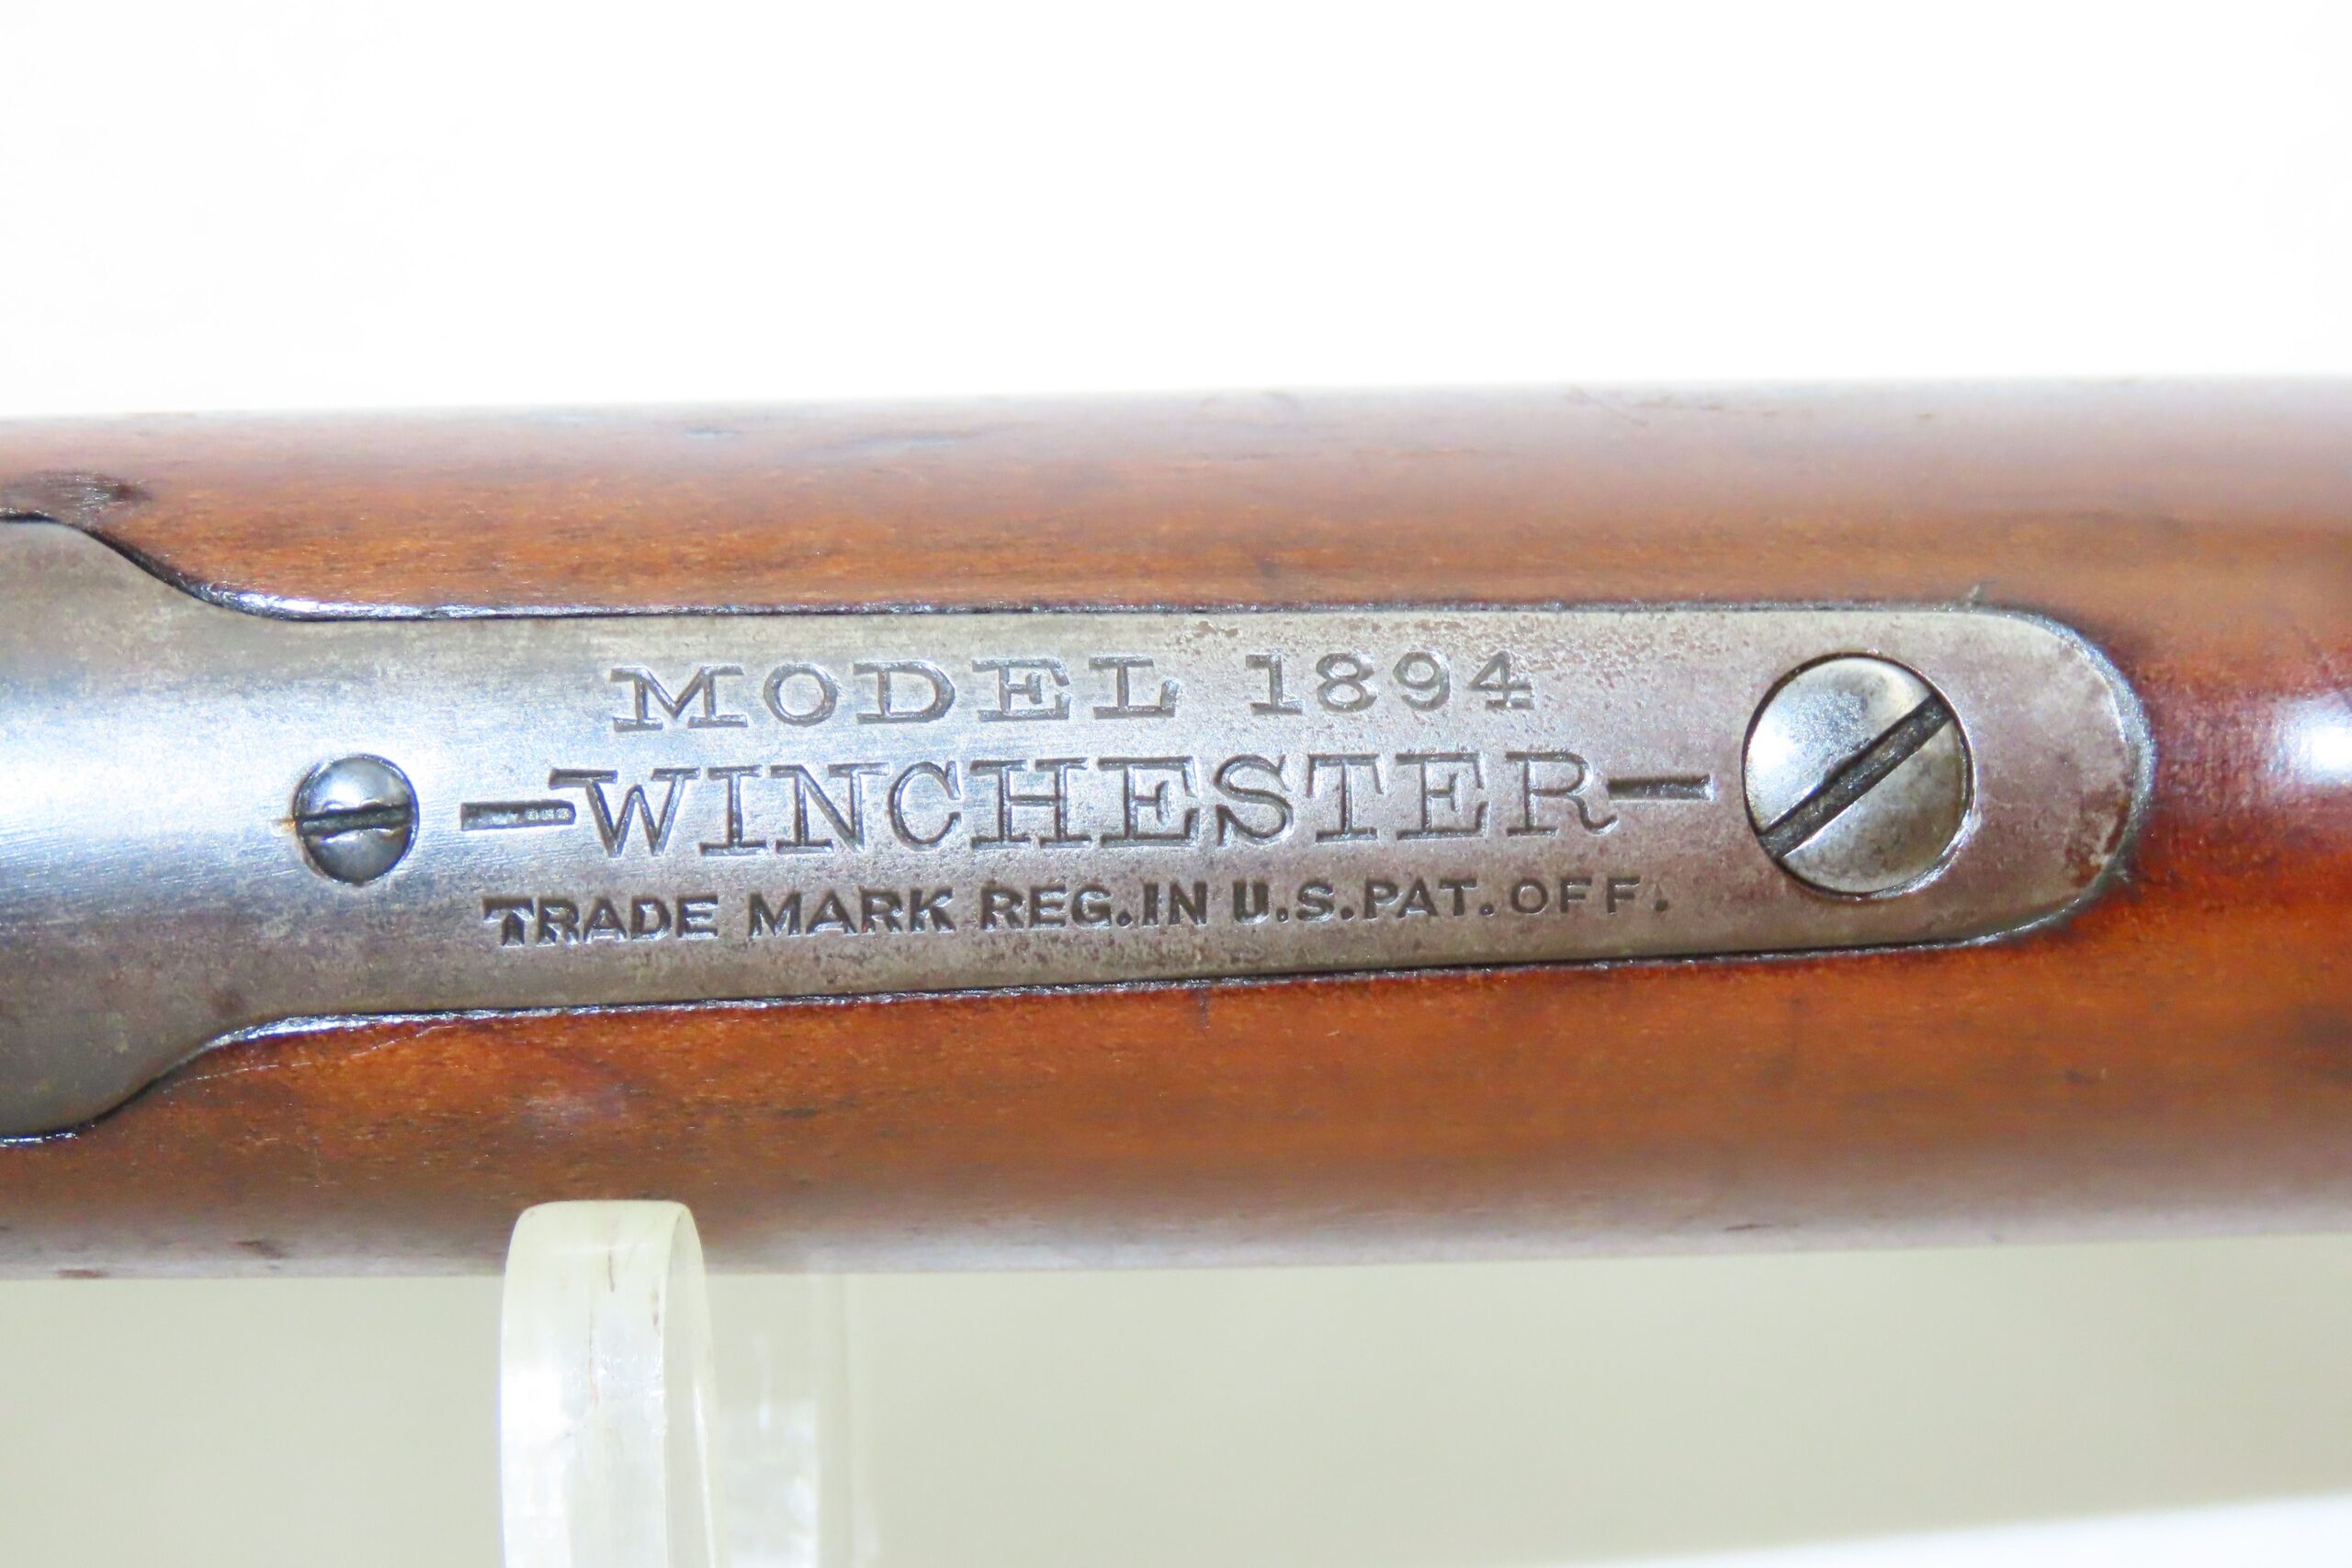 MODEL 1894
-WINCHESTER-
TRADE MARK REG. IN U.S. PAT. OFF.